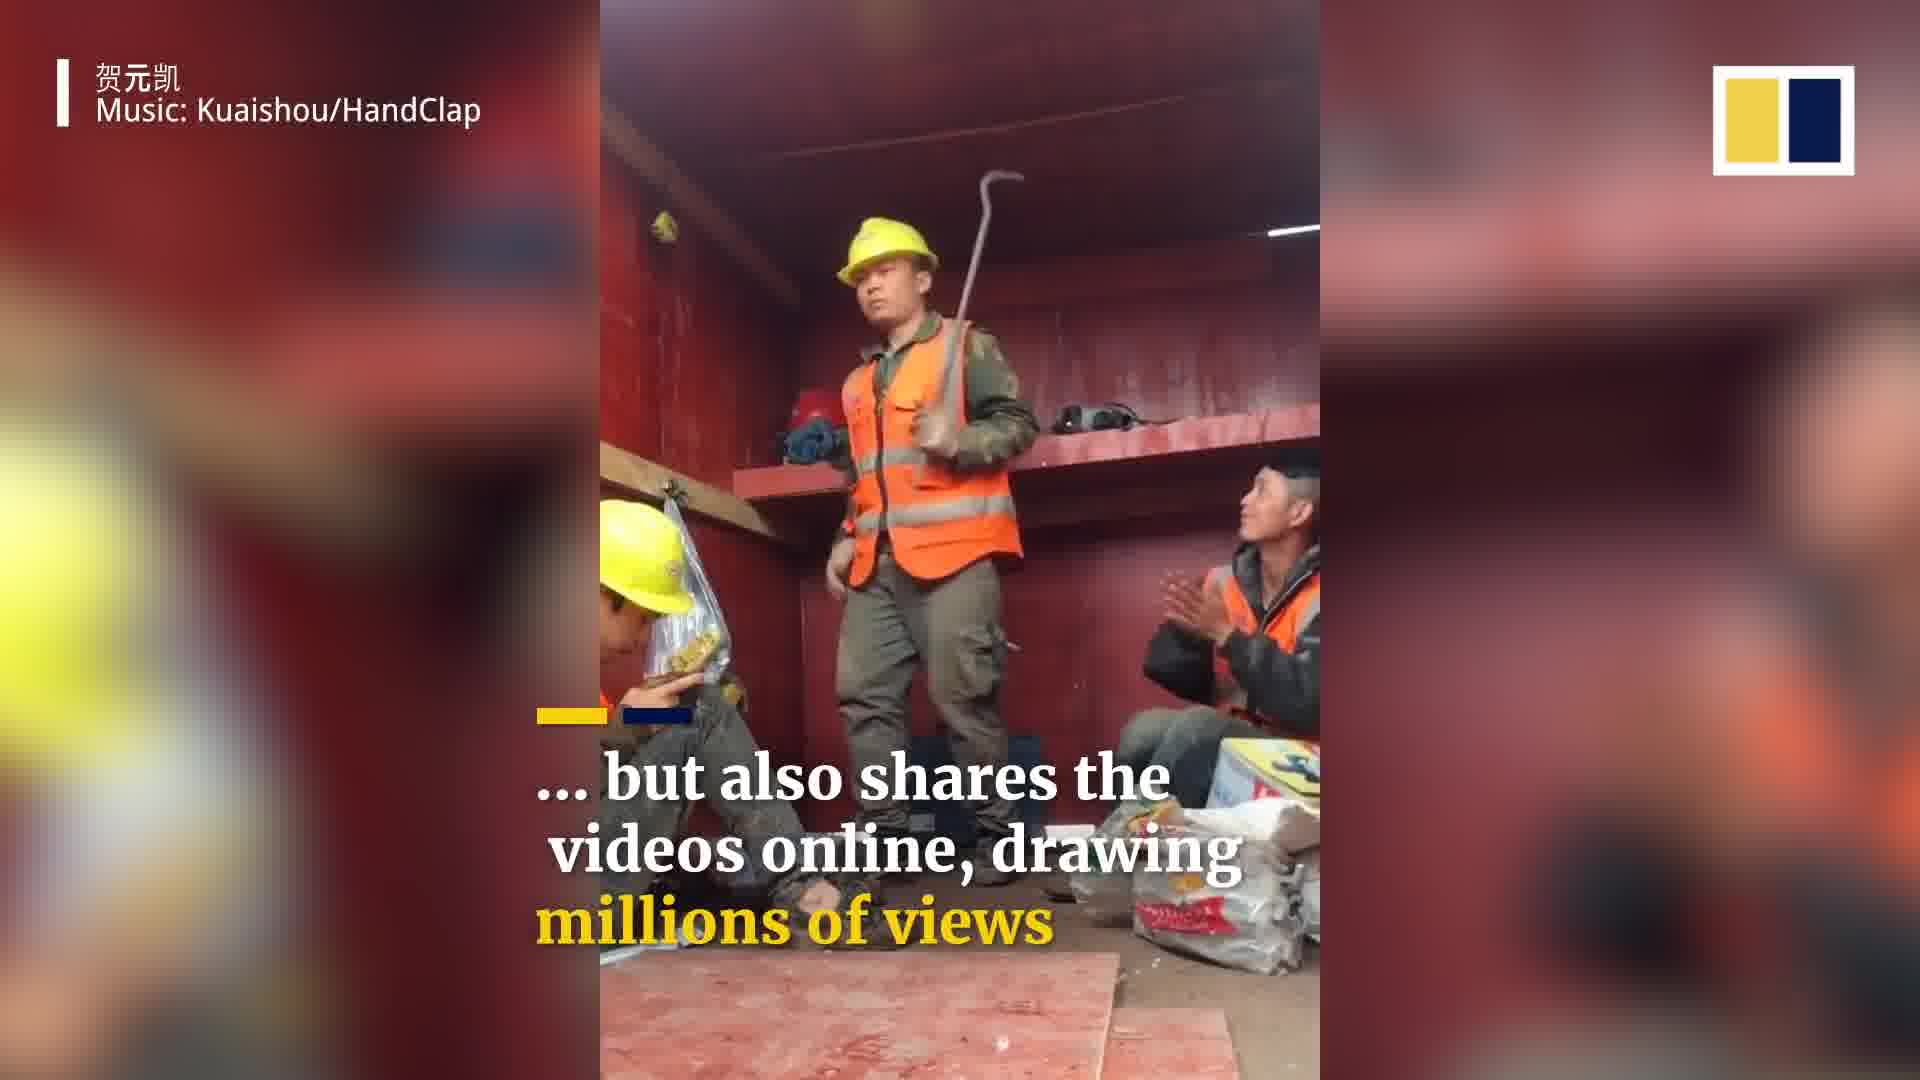 贺元凯
Music: Kuaishou/HandClap
... but also shares the
videos online, drawing
millions of views